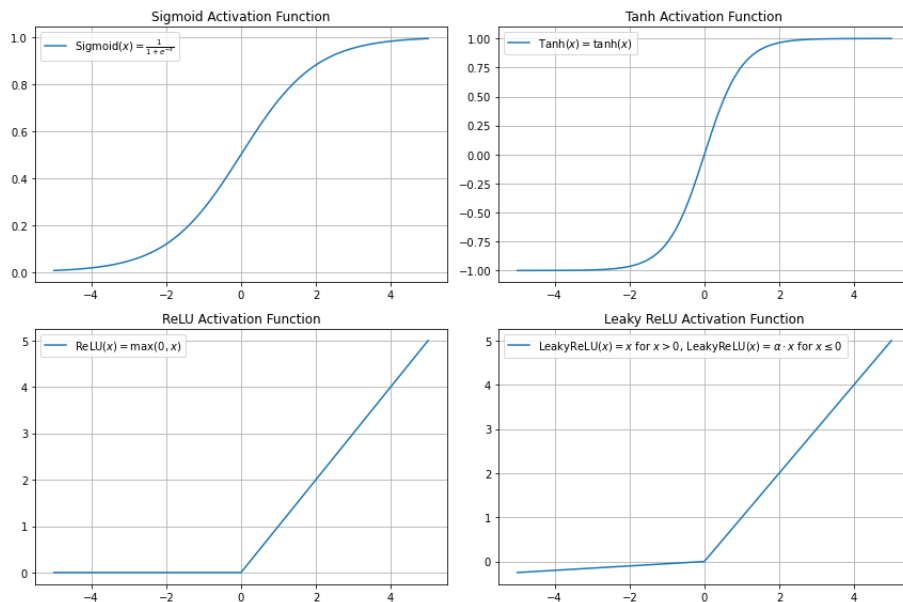 Sigmoid Activation Function
Sigmoid(x) = 1/(1+e^{-x})
1.0
0.8
0.6
0.4
0.2
0.0
−4 −2 0 2 4
Tanh Activation Function
Tanh(x) = tanh(x)
1.00
0.75
0.50
0.25
0.00
−0.25
−0.50
−0.75
−1.00
−4 −2 0 2 4
ReLU Activation Function
ReLU(x) = max(0, x)
5
4
3
2
1
0
−4 −2 0 2 4
Leaky ReLU Activation Function
LeakyReLU(x) = x for x > 0, LeakyReLU(x) = α · x for x ≤ 0
5
4
3
2
1
0
−4 −2 0 2 4